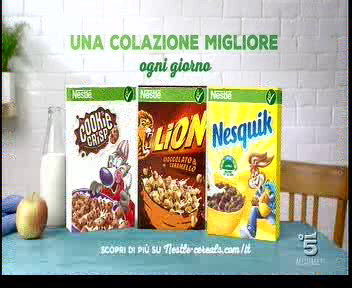 UNA COLAZIONE MIGLIORE
ogni giorno
Nestlé
Nestlé
Nestlé
COOKIE
CRISP
LION
CIOCCOLATO &
CARAMELLO
Nesquik
SCOPRI DI PIÙ SU Nestle-cereals.com/it
5